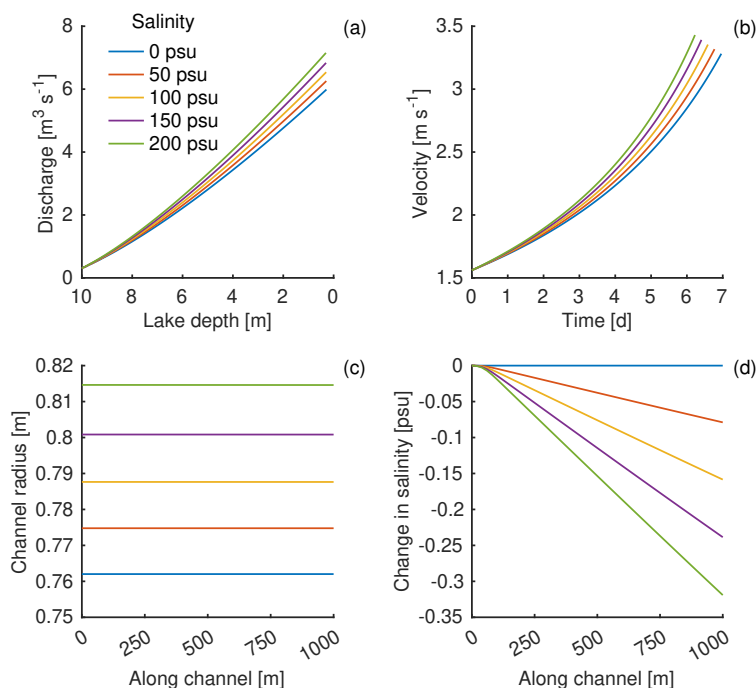 (a)
Salinity
0 psu
50 psu
100 psu
150 psu
200 psu
Discharge [m³ s⁻¹]
8
6
4
2
0
10 8 6 4 2 0
Lake depth [m]
(b)
Velocity [m s⁻¹]
3.5
3
2.5
2
1.5
0 1 2 3 4 5 6 7
Time [d]
(c)
Channel radius [m]
0.82
0.81
0.8
0.79
0.78
0.77
0.76
0.75
0 250 500 750 1000
Along channel [m]
(d)
Change in salinity [psu]
0
-0.05
-0.1
-0.15
-0.2
-0.25
-0.3
-0.35
0 250 500 750 1000
Along channel [m]